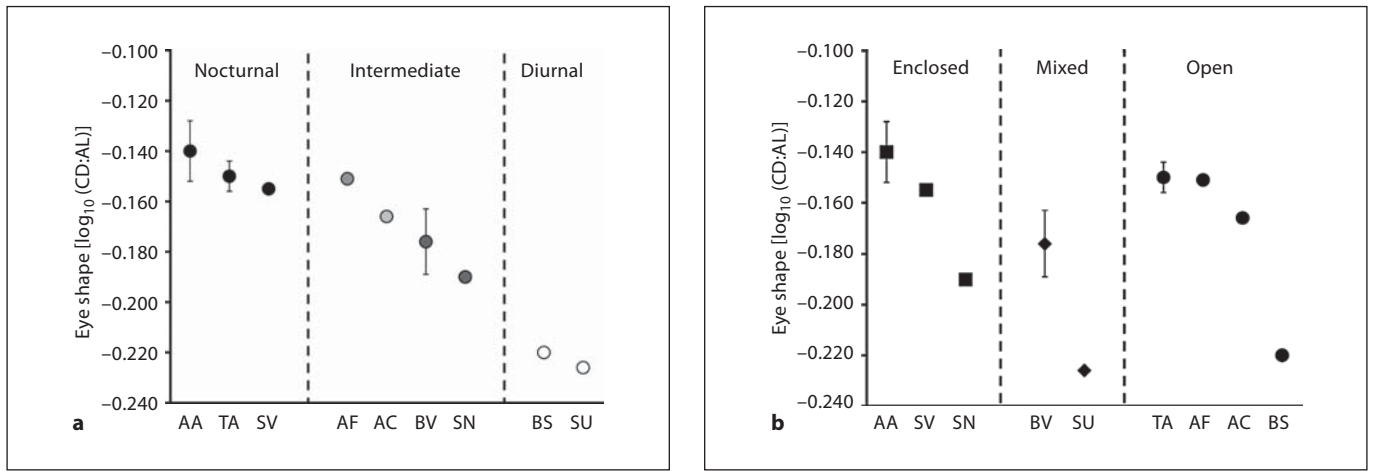 –0.100
Nocturnal Intermediate Diurnal
–0.120
–0.140
–0.160
–0.180
–0.200
–0.220
–0.240
Eye shape [log10 (CD:AL)]
AA TA SV AF AC BV SN BS SU
a
–0.100
Enclosed Mixed Open
–0.120
–0.140
–0.160
–0.180
–0.200
–0.220
–0.240
Eye shape [log10 (CD:AL)]
AA SV SN BV SU TA AF AC BS
b